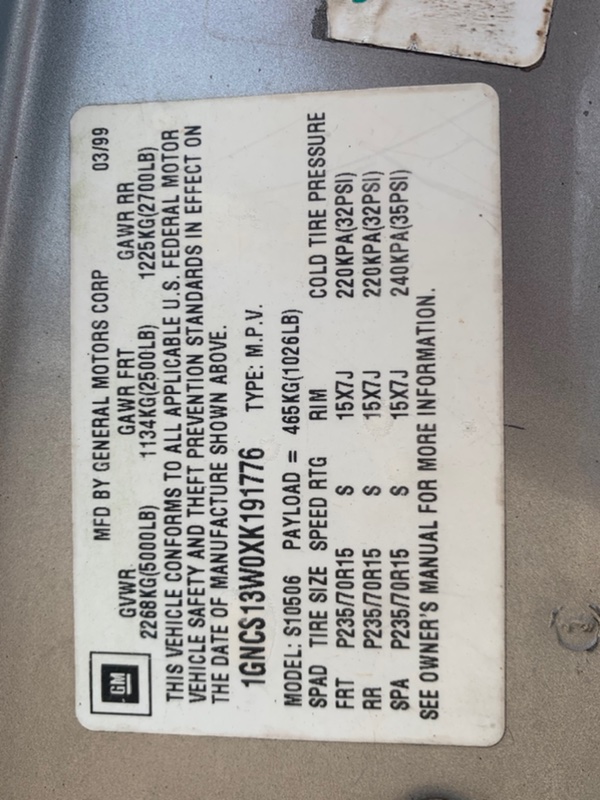 GM
MFD BY GENERAL MOTORS CORP 03/99
GVWR GAWR FRT GAWR RR
2268KG(5000LB) 1134KG(2500LB) 1225KG(2700LB)
THIS VEHICLE CONFORMS TO ALL APPLICABLE U.S. FEDERAL MOTOR
VEHICLE SAFETY AND THEFT PREVENTION STANDARDS IN EFFECT ON
THE DATE OF MANUFACTURE SHOWN ABOVE.
1GNCS13W0XK191776 TYPE: M.P.V.
MODEL: S10506 PAYLOAD = 465KG(1026LB)
SPAD TIRE SIZE SPEED RTG RIM COLD TIRE PRESSURE
FRT P235/70R15 S 15X7J 220KPA(32PSI)
RR P235/70R15 S 15X7J 220KPA(32PSI)
SPA P235/70R15 S 15X7J 240KPA(35PSI)
SEE OWNER'S MANUAL FOR MORE INFORMATION.